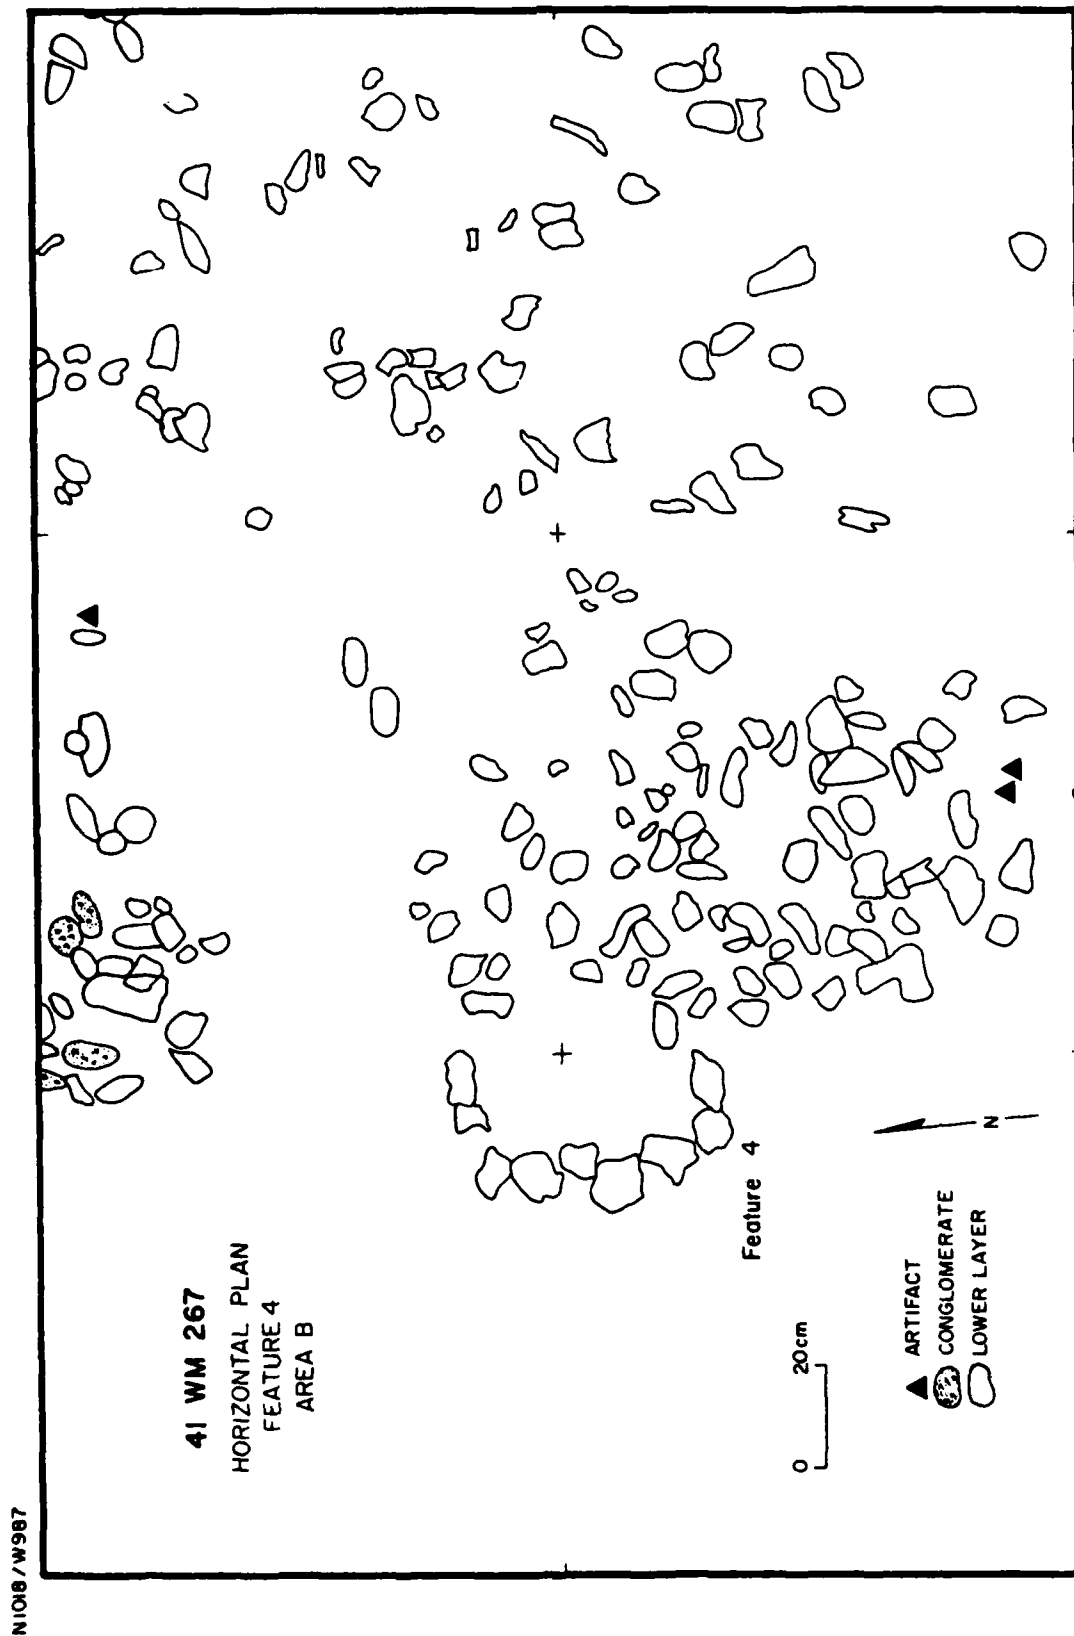 N1018/W987
41 WM 267
HORIZONTAL PLAN
FEATURE 4
AREA B
Feature 4
0 20cm
N
ARTIFACT
CONGLOMERATE
LOWER LAYER